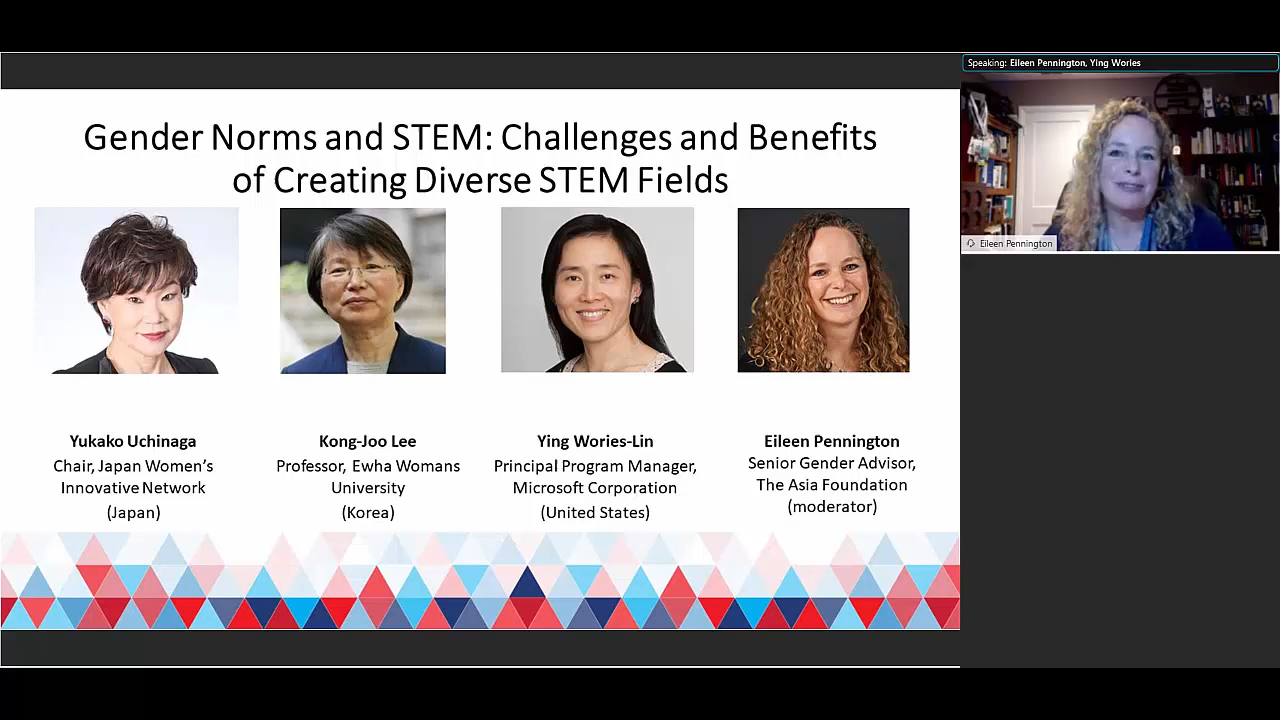 Speaking: Eileen Pennington, Ying Wories
Gender Norms and STEM: Challenges and Benefits
of Creating Diverse STEM Fields
Eileen Pennington
Yukako Uchinaga
Chair, Japan Women's
Innovative Network
(Japan)
Kong-Joo Lee
Professor, Ewha Womans
University
(Korea)
Ying Wories-Lin
Principal Program Manager,
Microsoft Corporation
(United States)
Eileen Pennington
Senior Gender Advisor,
The Asia Foundation
(moderator)